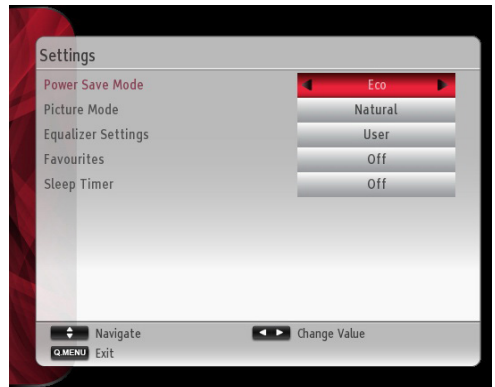 Settings
Power Save Mode Eco
Picture Mode Natural
Equalizer Settings User
Favourites Off
Sleep Timer Off
Navigate Change Value
Q.MENU Exit